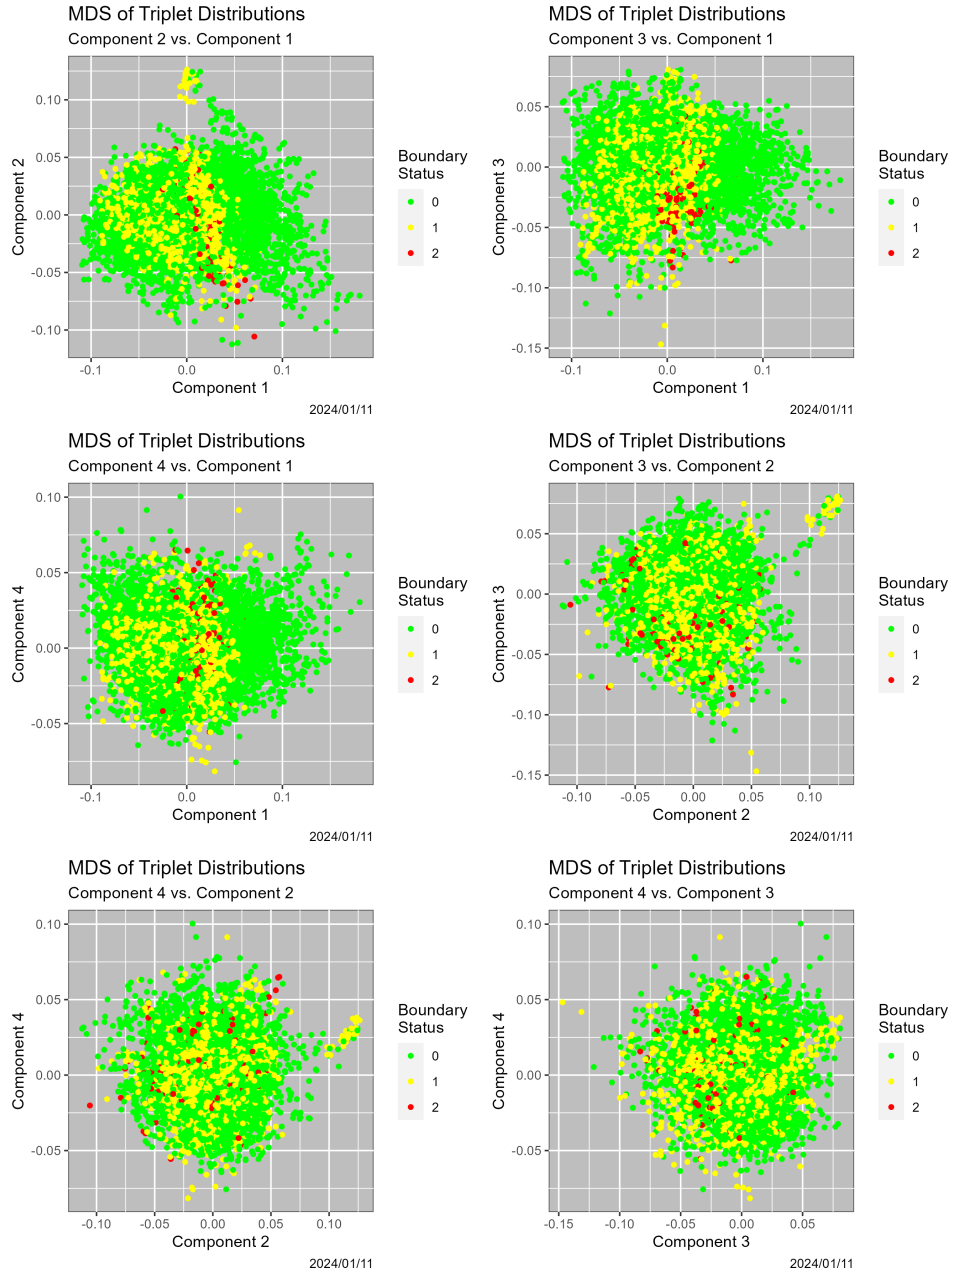 MDS of Triplet Distributions
Component 2 vs. Component 1
0.10
0.05
0.00
-0.05
-0.10
Component 2
-0.1
0.0
0.1
Component 1
2024/01/11
Boundary
Status
0
1
2
MDS of Triplet Distributions
Component 3 vs. Component 1
0.05
0.00
-0.05
-0.10
-0.15
Component 3
-0.1
0.0
0.1
Component 1
2024/01/11
Boundary
Status
0
1
2
MDS of Triplet Distributions
Component 4 vs. Component 1
0.10
0.05
0.00
-0.05
Component 4
-0.1
0.0
0.1
Component 1
2024/01/11
Boundary
Status
0
1
2
MDS of Triplet Distributions
Component 3 vs. Component 2
0.05
0.00
-0.05
-0.10
-0.15
Component 3
-0.10
-0.05
0.00
0.05
0.10
Component 2
2024/01/11
Boundary
Status
0
1
2
MDS of Triplet Distributions
Component 4 vs. Component 2
0.10
0.05
0.00
-0.05
Component 4
-0.10
-0.05
0.00
0.05
0.10
Component 2
2024/01/11
Boundary
Status
0
1
2
MDS of Triplet Distributions
Component 4 vs. Component 3
0.10
0.05
0.00
-0.05
Component 4
-0.15
-0.10
-0.05
0.00
0.05
Component 3
2024/01/11
Boundary
Status
0
1
2